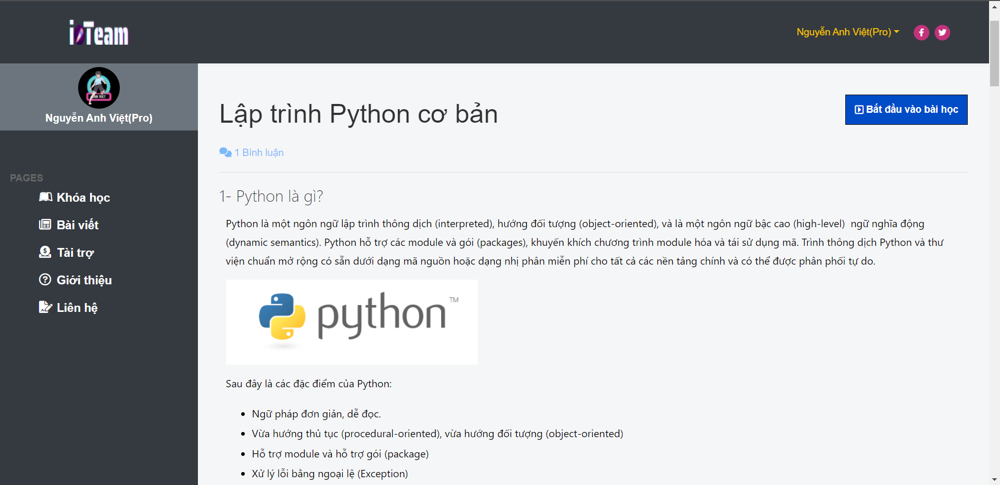 ioTeam
Nguyễn Anh Việt(Pro)
ANH VIET
Nguyễn Anh Việt(Pro)
PAGES
Khóa học
Bài viết
Tài trợ
Giới thiệu
Liên hệ
Lập trình Python cơ bản
Bắt đầu vào bài học
1 Bình luận
1- Python là gì?
Python là một ngôn ngữ lập trình thông dịch (interpreted), hướng đối tượng (object-oriented), và là một ngôn ngữ bậc cao (high-level)  ngữ nghĩa động
(dynamic semantics). Python hỗ trợ các module và gói (packages), khuyến khích chương trình module hóa và tái sử dụng mã. Trình thông dịch Python và thư
viện chuẩn mở rộng có sẵn dưới dạng mã nguồn hoặc dạng nhị phân miễn phí cho tất cả các nền tảng chính và có thể được phân phối tự do.
python™
Sau đây là các đặc điểm của Python:
• Ngữ pháp đơn giản, dễ đọc.
• Vừa hướng thủ tục (procedural-oriented), vừa hướng đối tượng (object-oriented)
• Hỗ trợ module và hỗ trợ gói (package)
• Xử lý lỗi bằng ngoại lệ (Exception)